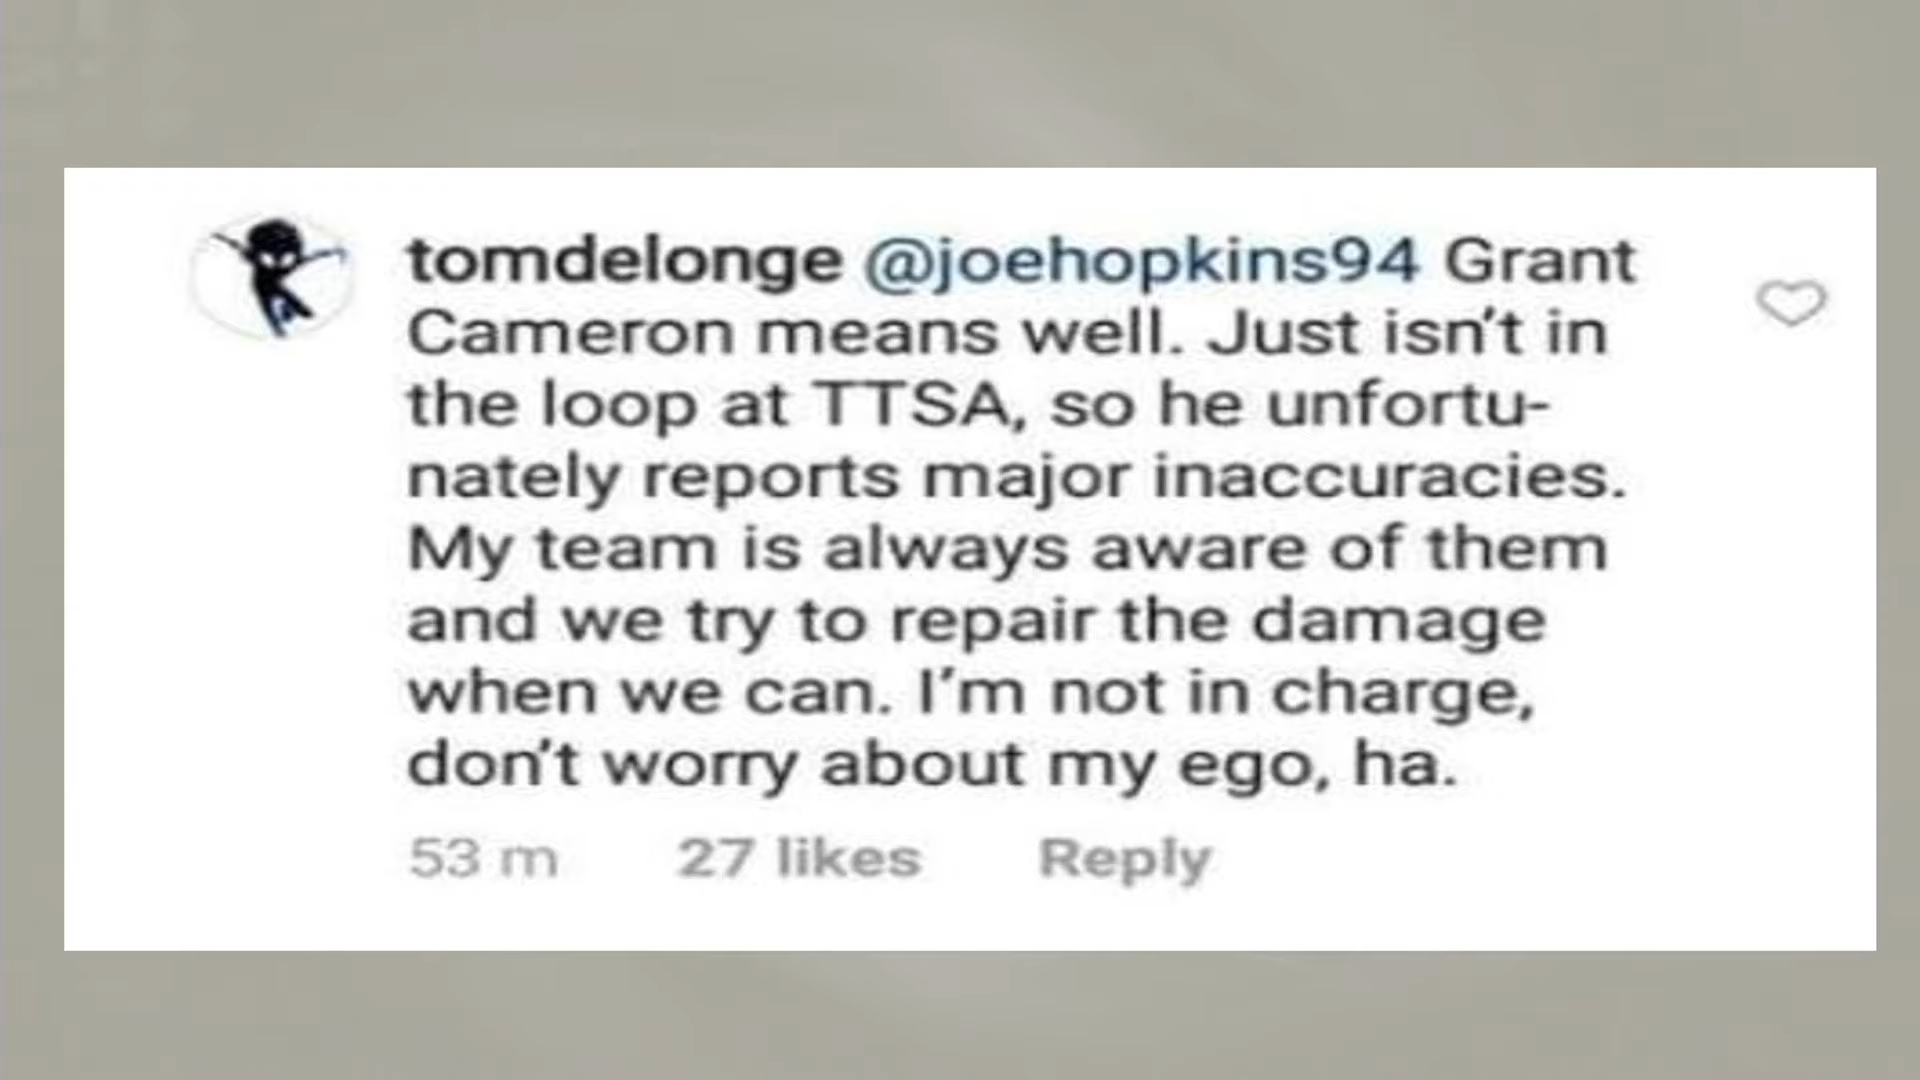 tomdelonge @joehopkins94 Grant
Cameron means well. Just isn't in
the loop at TTSA, so he unfortu-
nately reports major inaccuracies.
My team is always aware of them
and we try to repair the damage
when we can. I'm not in charge,
don't worry about my ego, ha.
53 m 27 likes Reply